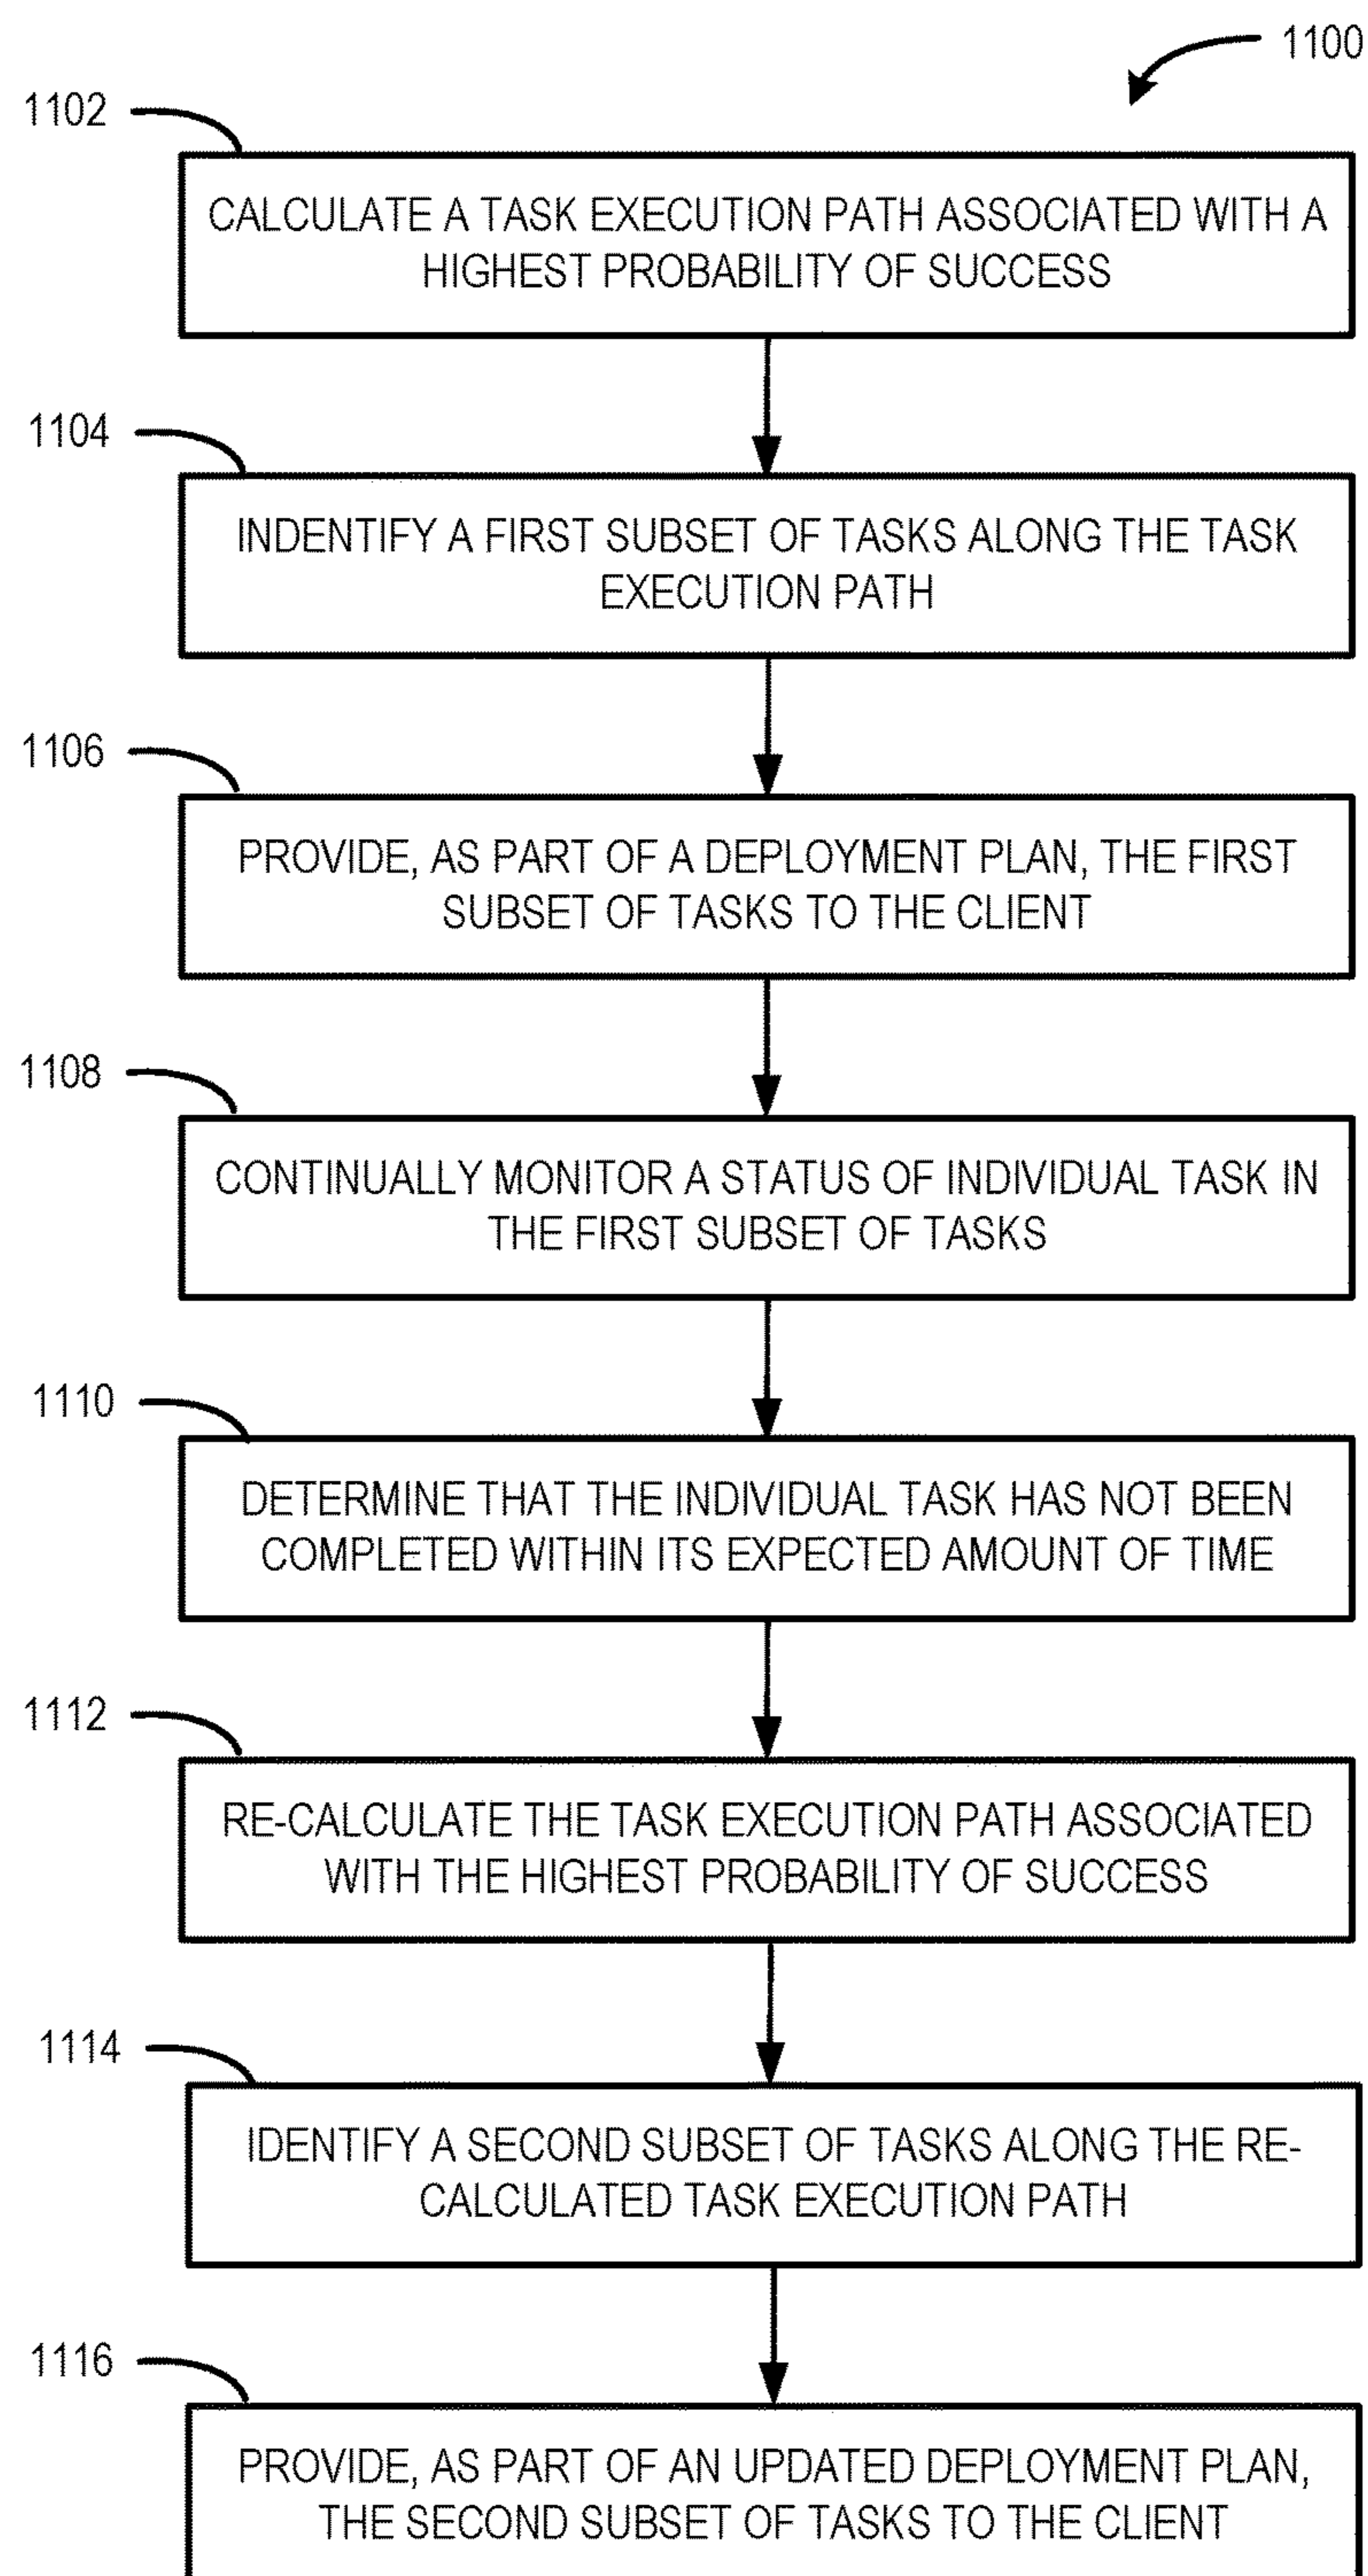 1100
1102
CALCULATE A TASK EXECUTION PATH ASSOCIATED WITH A
HIGHEST PROBABILITY OF SUCCESS
1104
INDENTIFY A FIRST SUBSET OF TASKS ALONG THE TASK
EXECUTION PATH
1106
PROVIDE, AS PART OF A DEPLOYMENT PLAN, THE FIRST
SUBSET OF TASKS TO THE CLIENT
1108
CONTINUALLY MONITOR A STATUS OF INDIVIDUAL TASK IN
THE FIRST SUBSET OF TASKS
1110
DETERMINE THAT THE INDIVIDUAL TASK HAS NOT BEEN
COMPLETED WITHIN ITS EXPECTED AMOUNT OF TIME
1112
RE-CALCULATE THE TASK EXECUTION PATH ASSOCIATED
WITH THE HIGHEST PROBABILITY OF SUCCESS
1114
IDENTIFY A SECOND SUBSET OF TASKS ALONG THE RE-
CALCULATED TASK EXECUTION PATH
1116
PROVIDE, AS PART OF AN UPDATED DEPLOYMENT PLAN,
THE SECOND SUBSET OF TASKS TO THE CLIENT